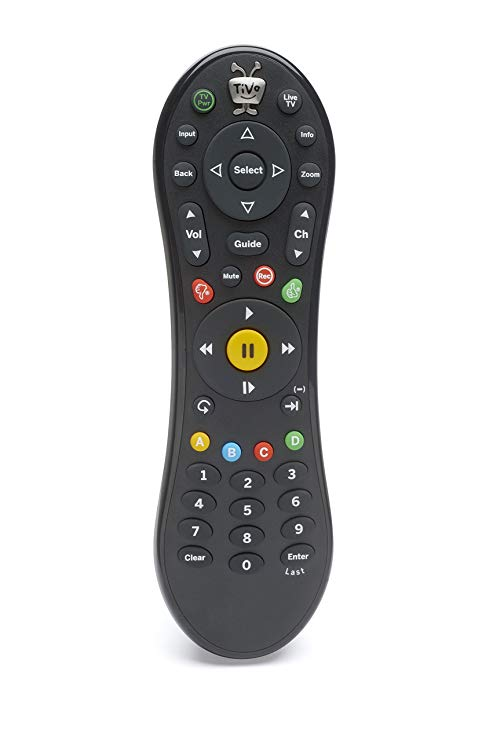 TV
Pwr
TiVo
Live
TV
Input
Info
Back
Select
Zoom
Vol
Ch
Guide
Mute
Rec
(–)
A
B
C
D
1
2
3
4
5
6
7
8
9
Clear
0
Enter
Last